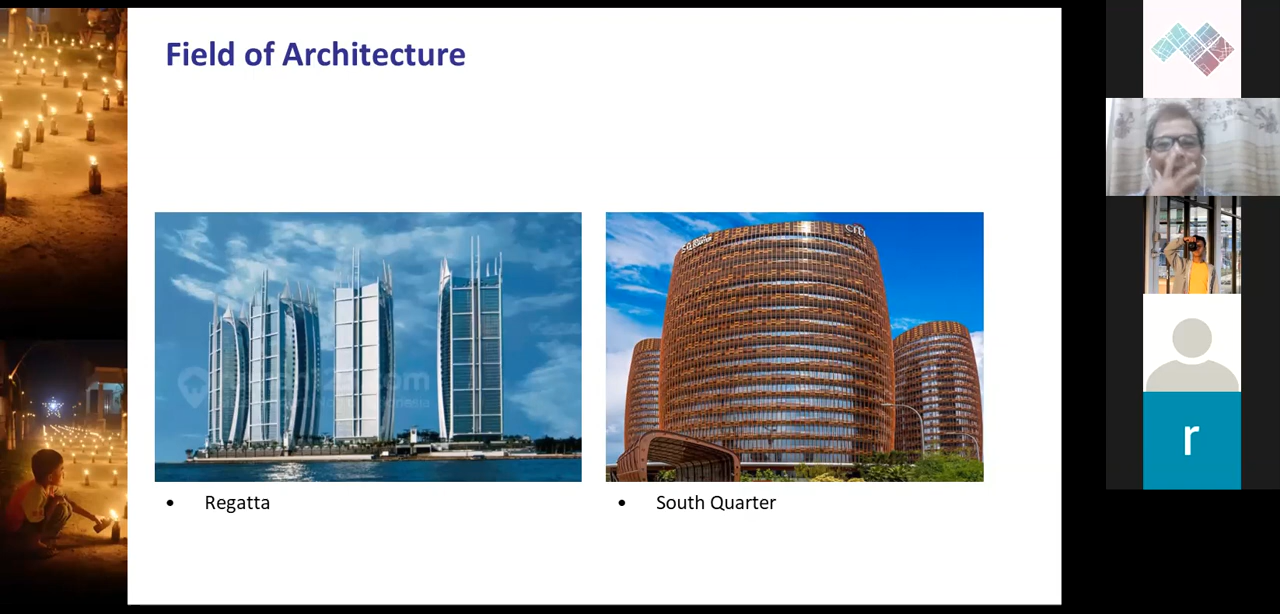 Field of Architecture
Regatta
South Quarter
r